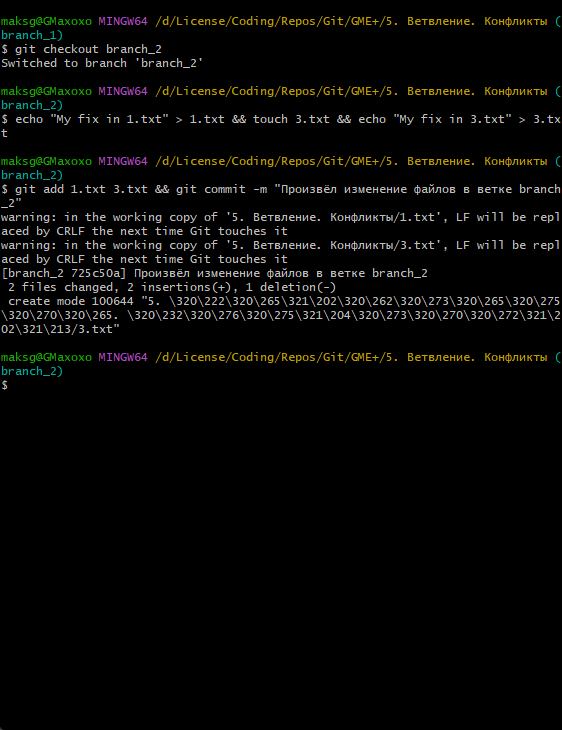 maksg@GMaxoxo MINGW64 /d/License/Coding/Repos/Git/GME+/5. Ветвление. Конфликты (
branch_1)
$ git checkout branch_2
Switched to branch 'branch_2'
maksg@GMaxoxo MINGW64 /d/License/Coding/Repos/Git/GME+/5. Ветвление. Конфликты (
branch_2)
$ echo "My fix in 1.txt" > 1.txt && touch 3.txt && echo "My fix in 3.txt" > 3.tx
t
maksg@GMaxoxo MINGW64 /d/License/Coding/Repos/Git/GME+/5. Ветвление. Конфликты (
branch_2)
$ git add 1.txt 3.txt && git commit -m "Произвёл изменение файлов в ветке branch
_2"
warning: in the working copy of '5. Ветвление. Конфликты/1.txt', LF will be repl
aced by CRLF the next time Git touches it
warning: in the working copy of '5. Ветвление. Конфликты/3.txt', LF will be repl
aced by CRLF the next time Git touches it
[branch_2 725c50a] Произвёл изменение файлов в ветке branch_2
 2 files changed, 2 insertions(+), 1 deletion(-)
 create mode 100644 "5. \320\222\320\265\321\202\320\262\320\273\320\265\320\275
\320\270\320\265. \320\232\320\276\320\275\321\204\320\273\320\270\320\272\321\2
02\321\213/3.txt"
maksg@GMaxoxo MINGW64 /d/License/Coding/Repos/Git/GME+/5. Ветвление. Конфликты (
branch_2)
$